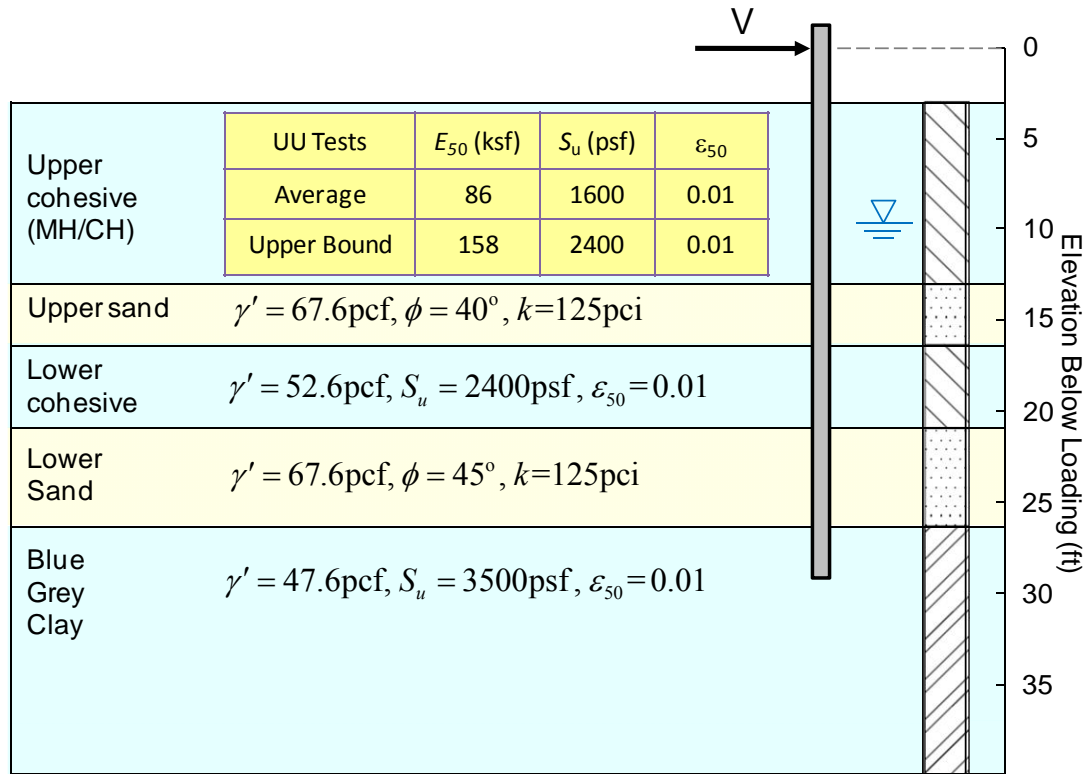 V
0
5
10
15
20
25
30
35
Elevation Below Loading (ft)
Upper
cohesive
(MH/CH)
UU Tests E50 (ksf) Su (psf) ε50
Average 86 1600 0.01
Upper Bound 158 2400 0.01
Upper sand γ′ = 67.6pcf, ϕ = 40°, k=125pci
Lower
cohesive
γ′ = 52.6pcf, Su = 2400psf, ε50=0.01
Lower
Sand
γ′ = 67.6pcf, ϕ = 45°, k=125pci
Blue
Grey
Clay
γ′ = 47.6pcf, Su = 3500psf, ε50=0.01